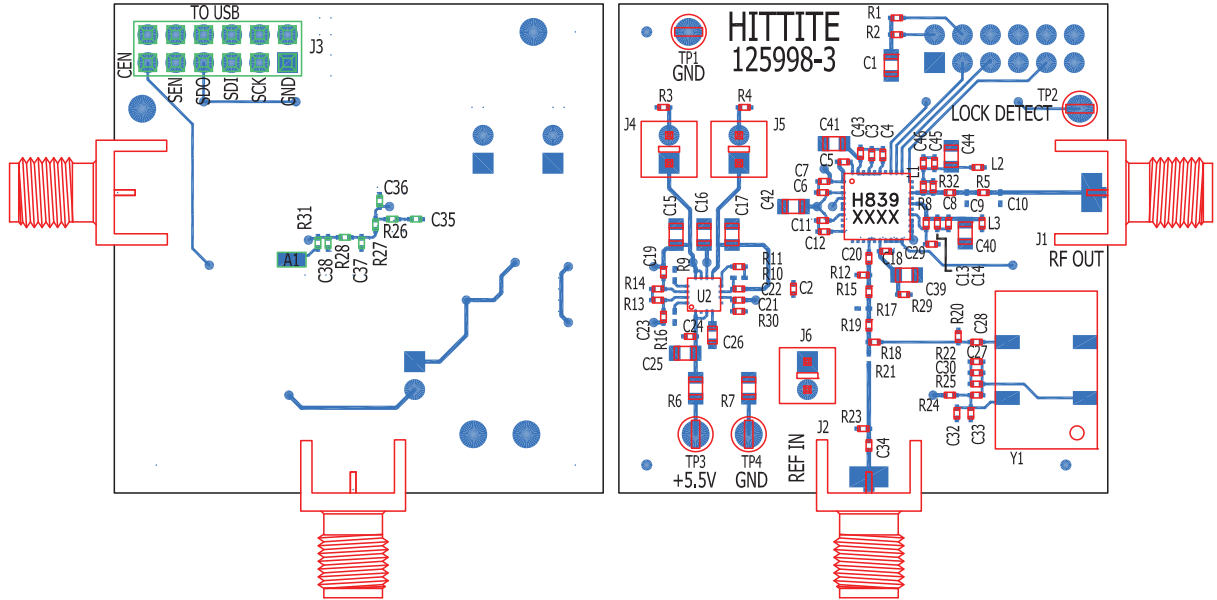 TO USB
J3
CEN
SEN
SDO
SDI
SCK
GND
C36
R31
R26
C35
A1
C38
R28
C37
R27
HITTITE
125998-3
TP1
GND
R1
R2
C1
TP2
LOCK DETECT
R3
R4
J4
J5
C41
C43
C3
C4
C46
C45
C44
C5
C7
C6
L1
L2
R32
R5
H839
XXXX
C42
R8
C8
C9
C10
C11
C12
L3
C40
J1
RF OUT
C15
C16
C17
C19
R9
R11
R10
C20
C18
C29
C13
C14
R14
R13
U2
C22
C21
R30
C2
R12
R15
C39
R29
C23
R16
C24
R17
R19
R20
C28
C25
C26
J6
R18
R22
C27
C30
R25
R21
R6
R7
R24
R23
C32
C33
J2
C34
TP3
+5.5V
TP4
GND
REF IN
Y1